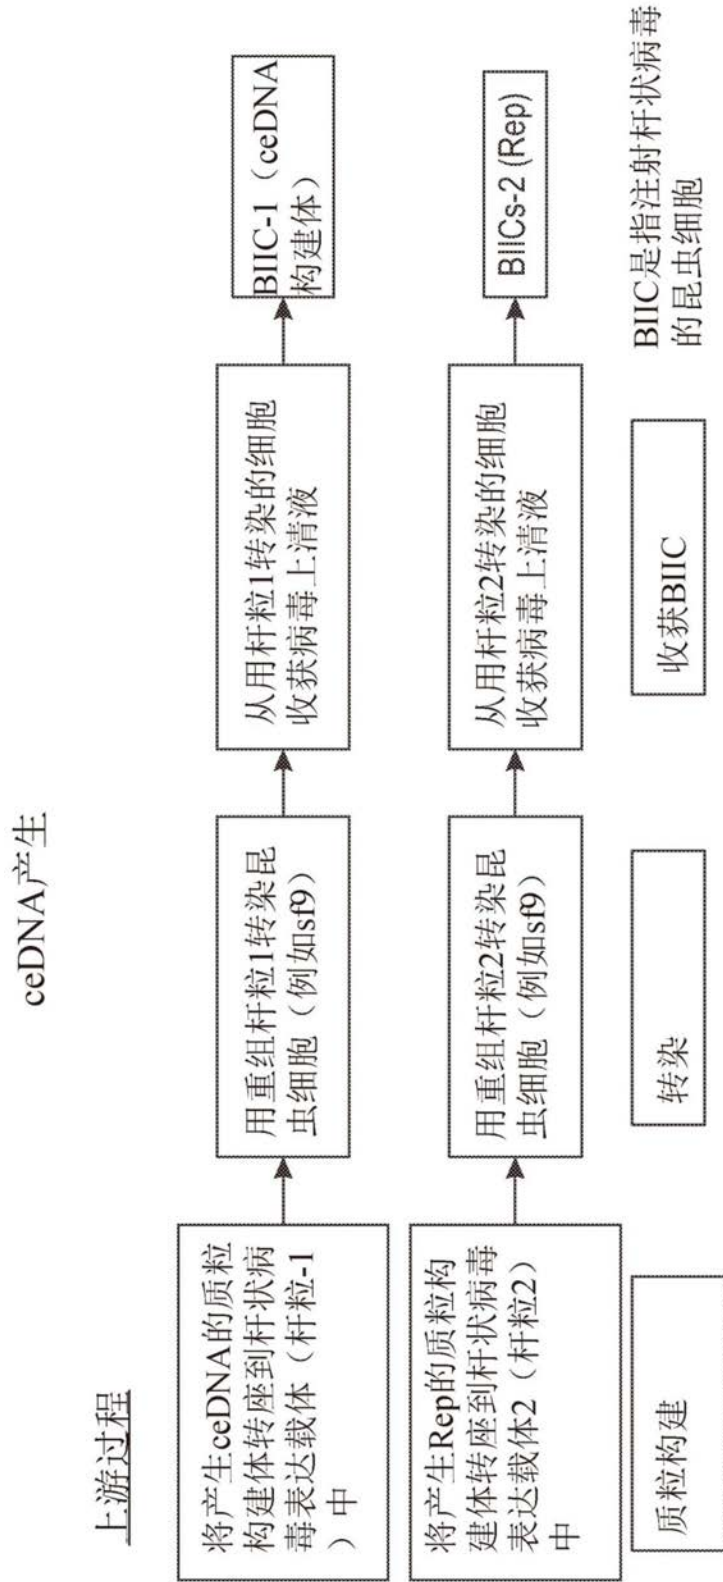 ceDNA产生
上游过程
将产生ceDNA的质粒
构建体转座到杆状病
毒表达载体（杆粒-1
）中
用重组杆粒1转染昆
虫细胞（例如sf9）
从用杆粒1转染的细胞
收获病毒上清液
BIIC-1（ceDNA
构建体）
将产生Rep的质粒构
建体转座到杆状病毒
表达载体2（杆粒2）
中
用重组杆粒2转染昆
虫细胞（例如sf9）
从用杆粒2转染的细胞
收获病毒上清液
BIICs-2 (Rep)
质粒构建
转染
收获BIIC
BIIC是指注射杆状病毒
的昆虫细胞